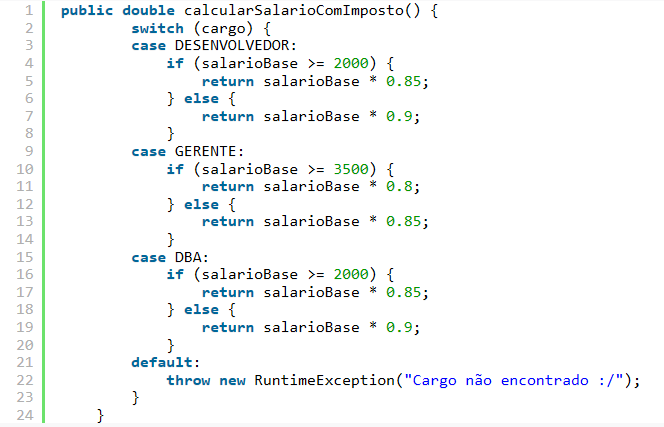 1 public double calcularSalarioComImposto() {
2 switch (cargo) {
3 case DESENVOLVEDOR:
4 if (salarioBase >= 2000) {
5 return salarioBase * 0.85;
6 } else {
7 return salarioBase * 0.9;
8 }
9 case GERENTE:
10 if (salarioBase >= 3500) {
11 return salarioBase * 0.8;
12 } else {
13 return salarioBase * 0.85;
14 }
15 case DBA:
16 if (salarioBase >= 2000) {
17 return salarioBase * 0.85;
18 } else {
19 return salarioBase * 0.9;
20 }
21 default:
22 throw new RuntimeException("Cargo não encontrado :/");
23 }
24 }